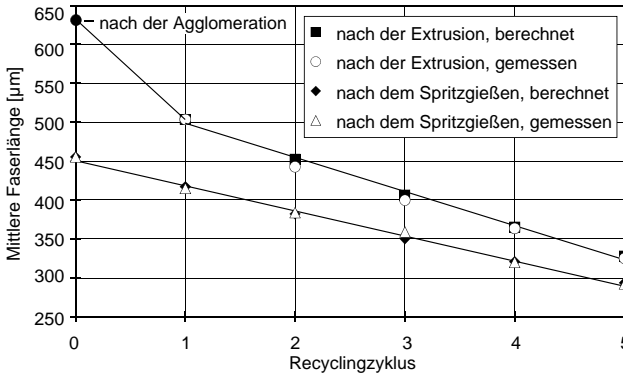 650
600
550
500
450
400
350
300
250
Mittlere Faserlänge [µm]
nach der Agglomeration
nach der Extrusion, berechnet
nach der Extrusion, gemessen
nach dem Spritzgießen, berechnet
nach dem Spritzgießen, gemessen
0 1 2 3 4 5
Recyclingzyklus